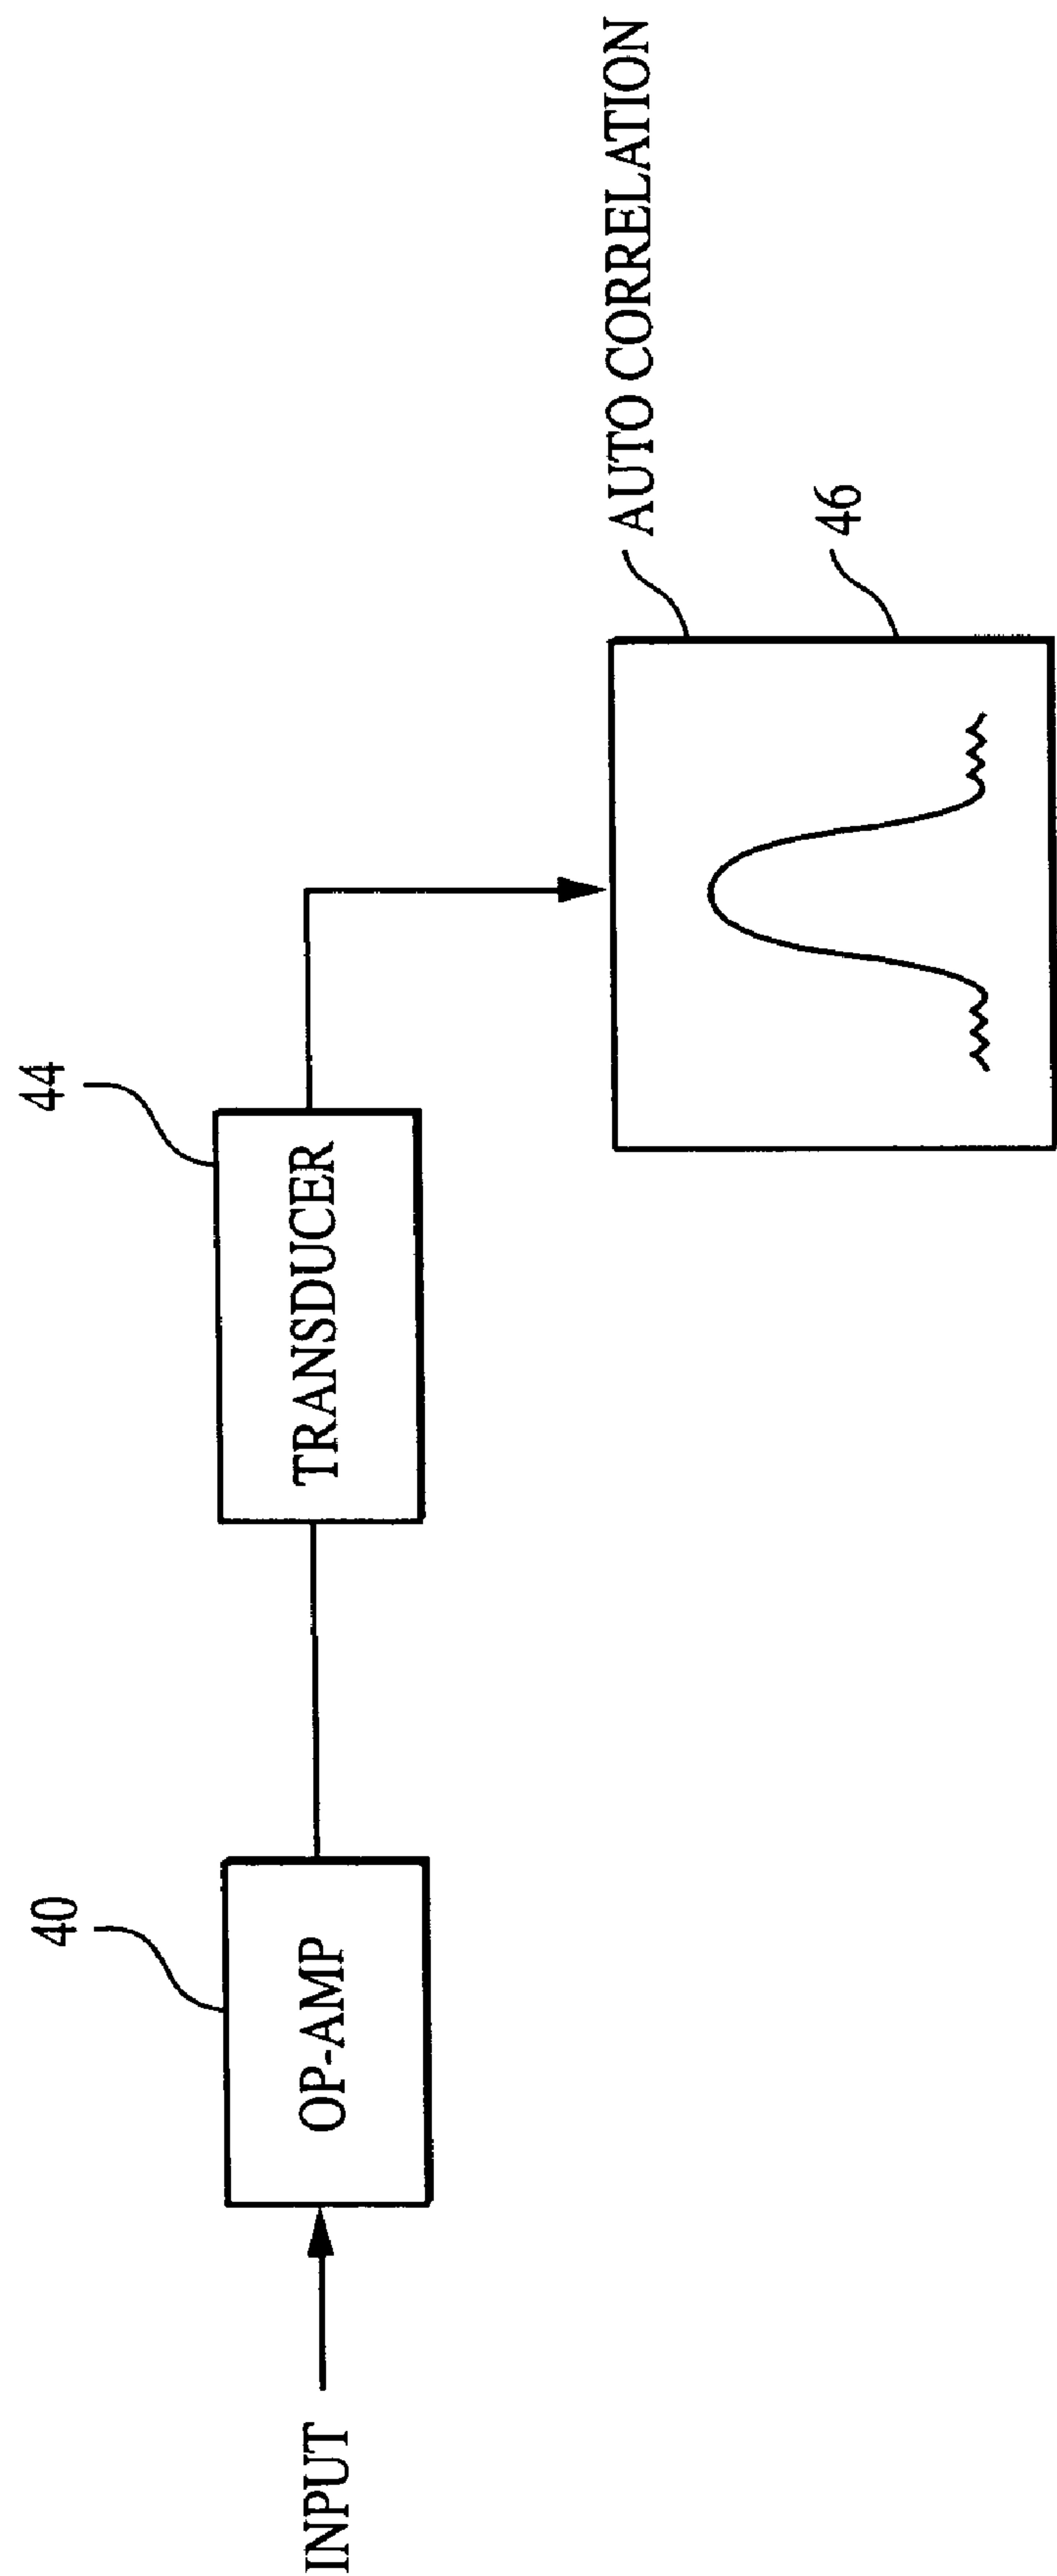 INPUT
40
OP-AMP
44
TRANSDUCER
AUTO CORRELATION
46